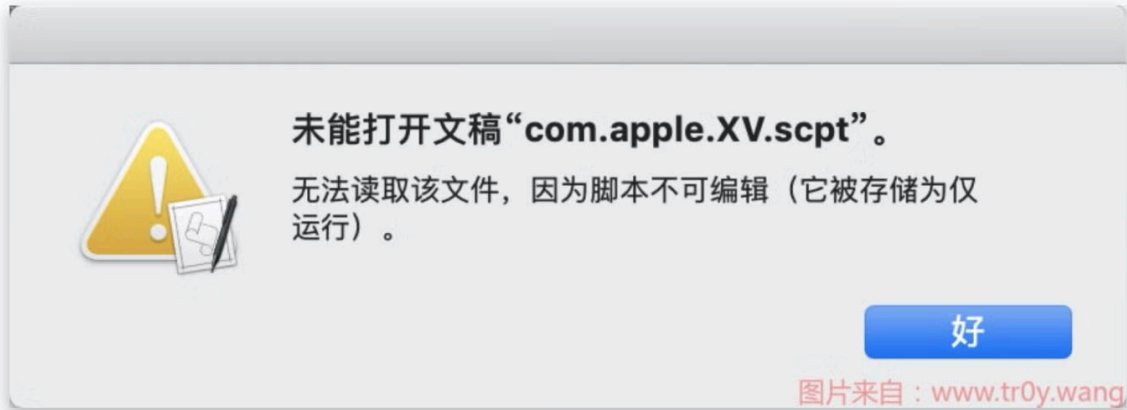 未能打开文稿“com.apple.XV.scpt”。
无法读取该文件，因为脚本不可编辑（它被存储为仅
运行）。
好
图片来自：www.tr0y.wang